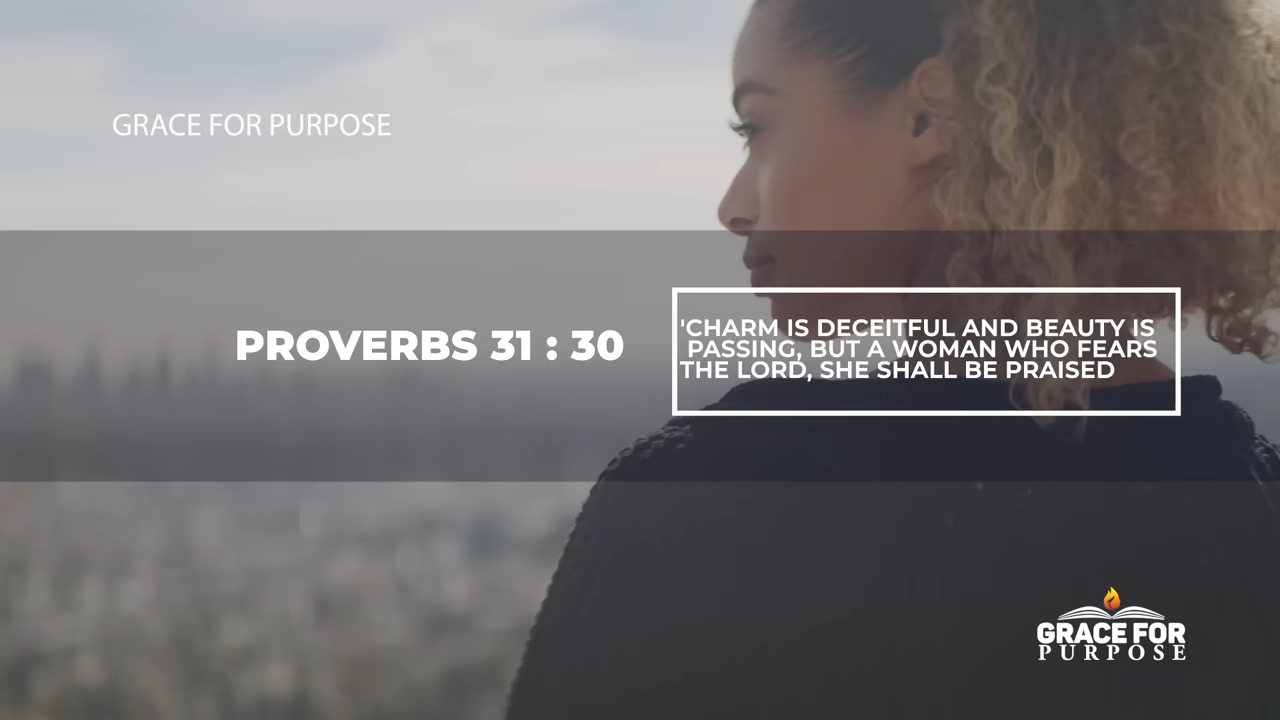 GRACE FOR PURPOSE
PROVERBS 31 : 30
'CHARM IS DECEITFUL AND BEAUTY IS
PASSING, BUT A WOMAN WHO FEARS
THE LORD, SHE SHALL BE PRAISED
GRACE FOR
PURPOSE